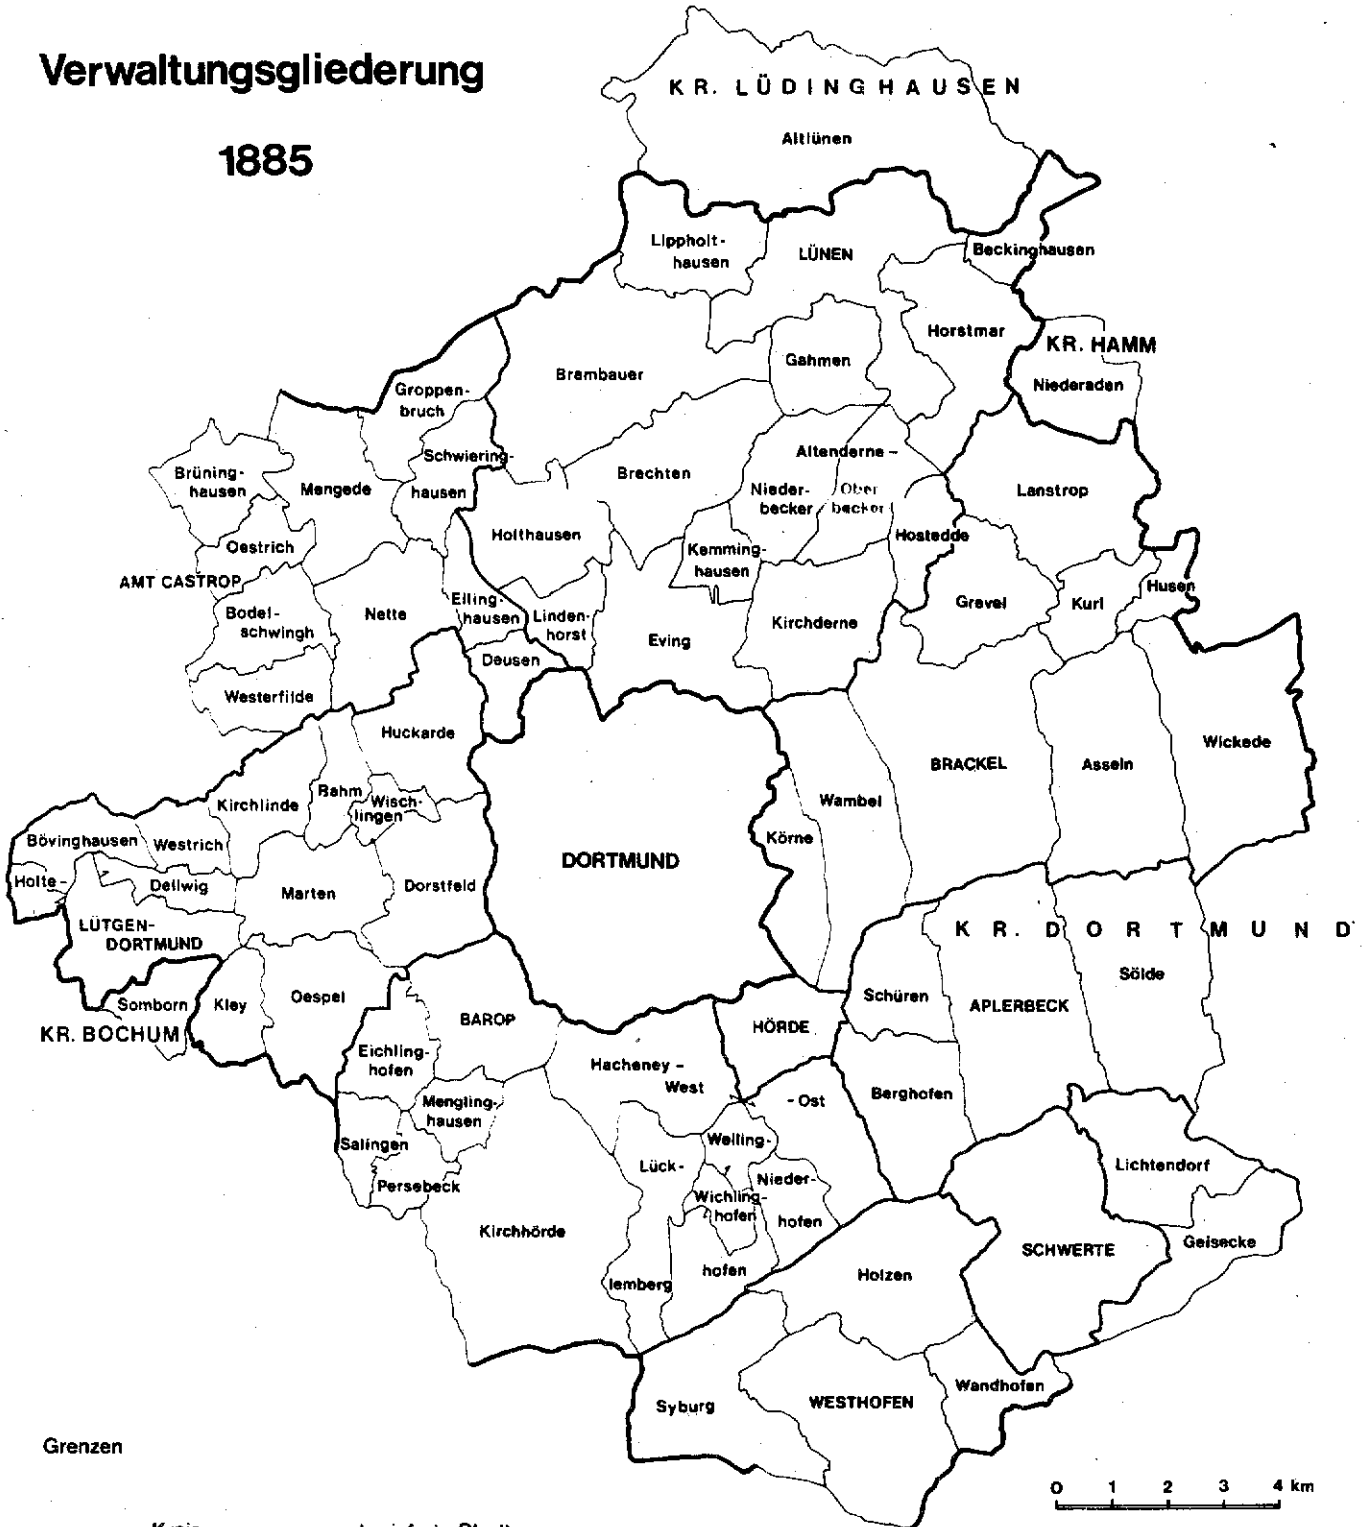 Verwaltungsgliederung
1885
KR. LÜDINGHAUSEN
Altlünen
Lippholt-
hausen
LÜNEN
Beckinghausen
Horstmar
KR. HAMM
Niederaden
Gahmen
Brambauer
Groppen-
bruch
Schwiering-
hausen
Brüning-
hausen
Mengede
Brechten
Altenderne -
Nieder-
becker
Ober
becker
Lanstrop
Holthausen
Hostedde
Oestrich
Kemming-
hausen
AMT CASTROP
Bodel-
schwingh
Nette
Elling-
hausen
Linden-
horst
Eving
Kirchderne
Grevel
Kurl
Husen
Deusen
Westerfilde
Huckarde
BRACKEL
Asseln
Wickede
Kirchlinde
Rahm
Wisch-
lingen
Wambel
Körne
Bövinghausen
Westrich
DORTMUND
Holte-
Dellwig
Marten
Dorstfeld
LÜTGEN-
DORTMUND
KR. DORTMUND
Somborn
Kley
Oespel
Schüren
APLERBECK
Sölde
KR. BOCHUM
BAROP
HÖRDE
Eichling-
hofen
Hacheney -
West
- Ost
Berghofen
Mengling-
hausen
Salingen
Persebeck
Welling-
Lück-
Nieder-
hofen
Wichling-
hofen
Lichtendorf
Kirchhörde
SCHWERTE
Geisecke
lemberg
hofen
Holzen
Syburg
WESTHOFEN
Wandhofen
Grenzen
0 1 2 3 4 km